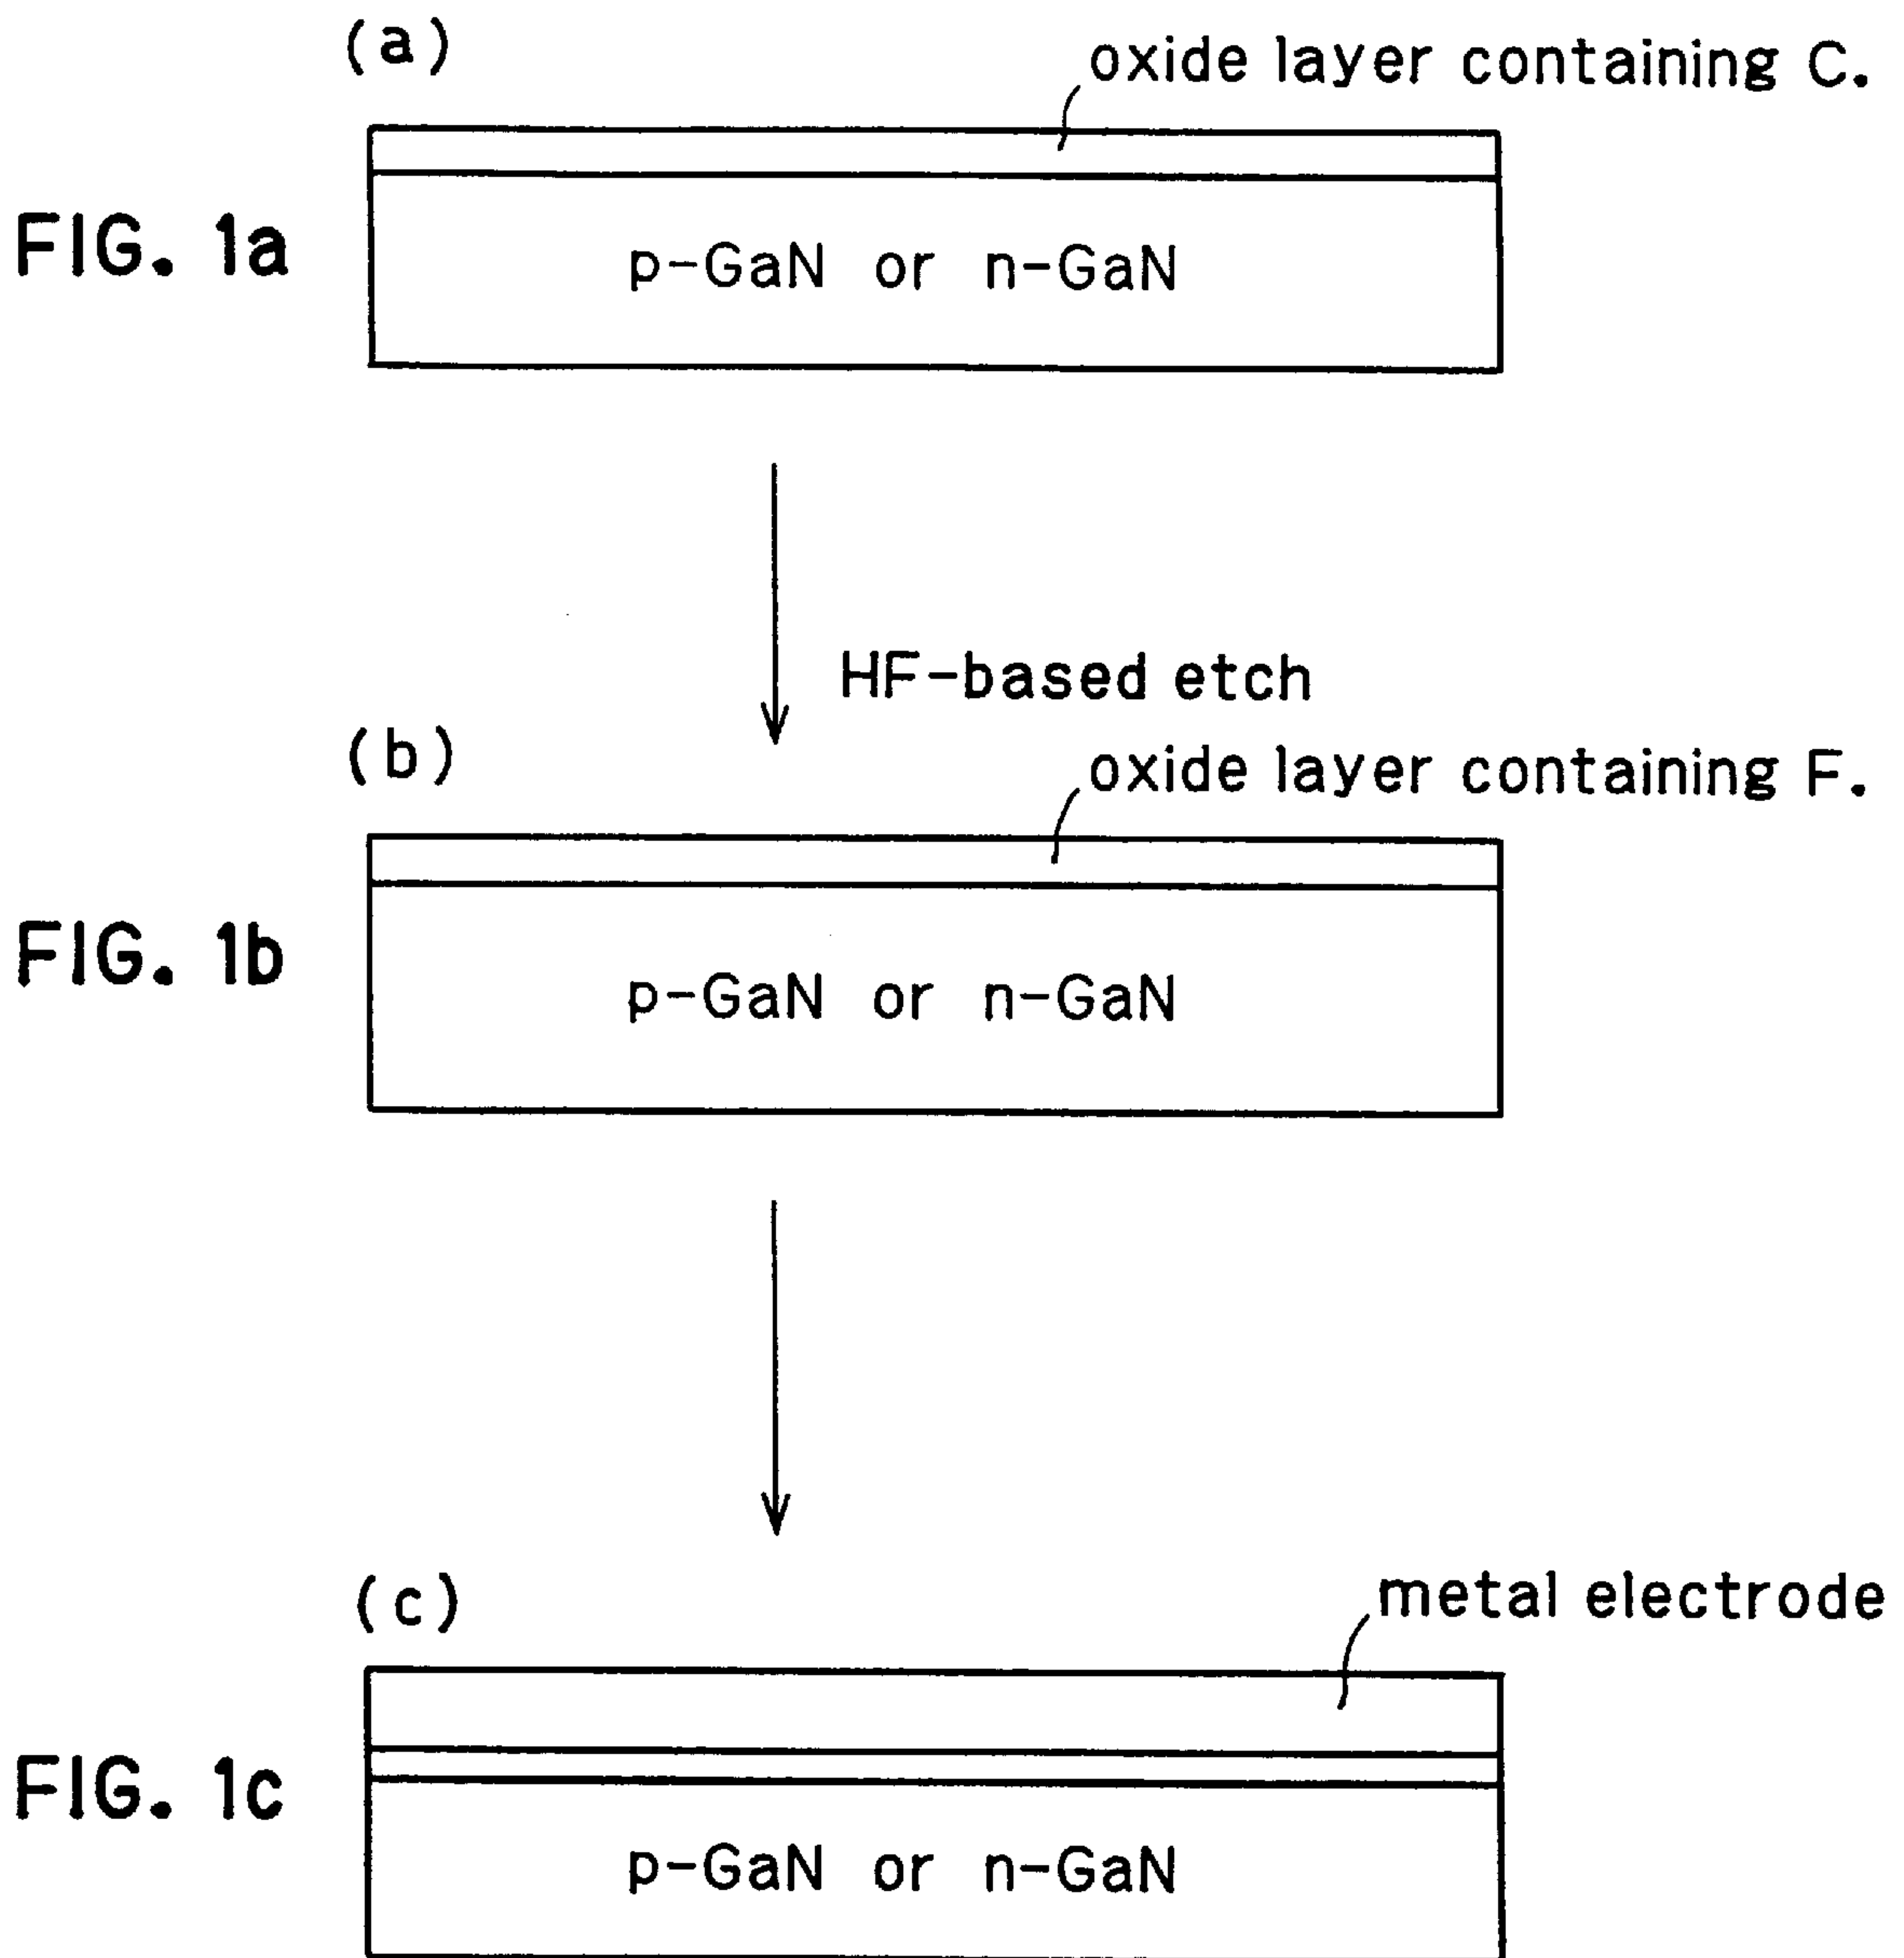 (a)
oxide layer containing C.
FIG. 1a
p-GaN or n-GaN
HF-based etch
(b)
oxide layer containing F.
FIG. 1b
p-GaN or n-GaN
(c)
metal electrode
FIG. 1c
p-GaN or n-GaN